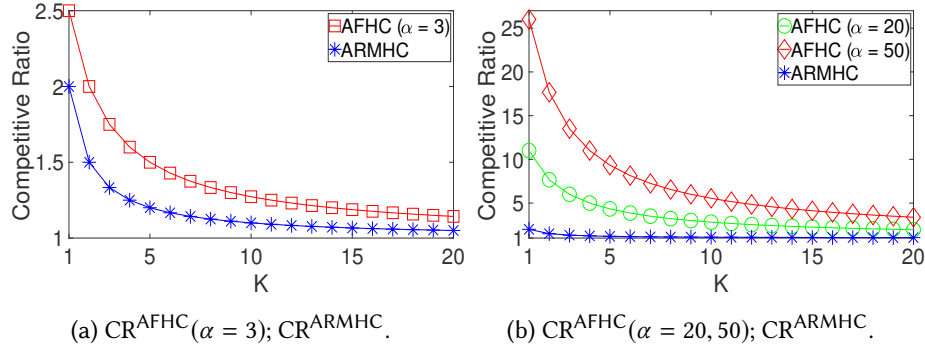 2.5
2
1.5
1
Competitive Ratio
1 5 10 15 20
K
AFHC (α = 3)
ARMHC
(a) CR^AFHC(α = 3); CR^ARMHC.
25
20
15
10
5
1
Competitive Ratio
1 5 10 15 20
K
AFHC (α = 20)
AFHC (α = 50)
ARMHC
(b) CR^AFHC(α = 20, 50); CR^ARMHC.